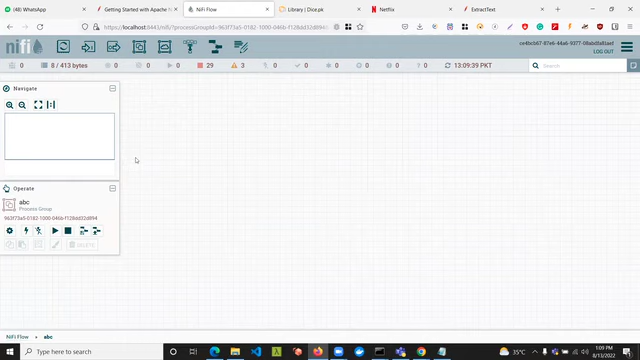 (48) WhatsApp
Getting Started with Apache N
NiFi Flow
Library | Dice.pk
Netflix
ExtractText
https://localhost:8443/nifi/?processGroupId=963f73a5-0182-1000-046b-f128dd32d894
nifi
LOG OUT
0
8 / 413 bytes
0
0
0
29
3
0
0
0
0
0
13:09:39 PKT
Search
Navigate
Operate
abc
Process Group
963f73a5-0182-1000-046b-f128dd32d894
DELETE
NiFi Flow
abc
Type here to search
35°C
1:09 PM
8/13/2022